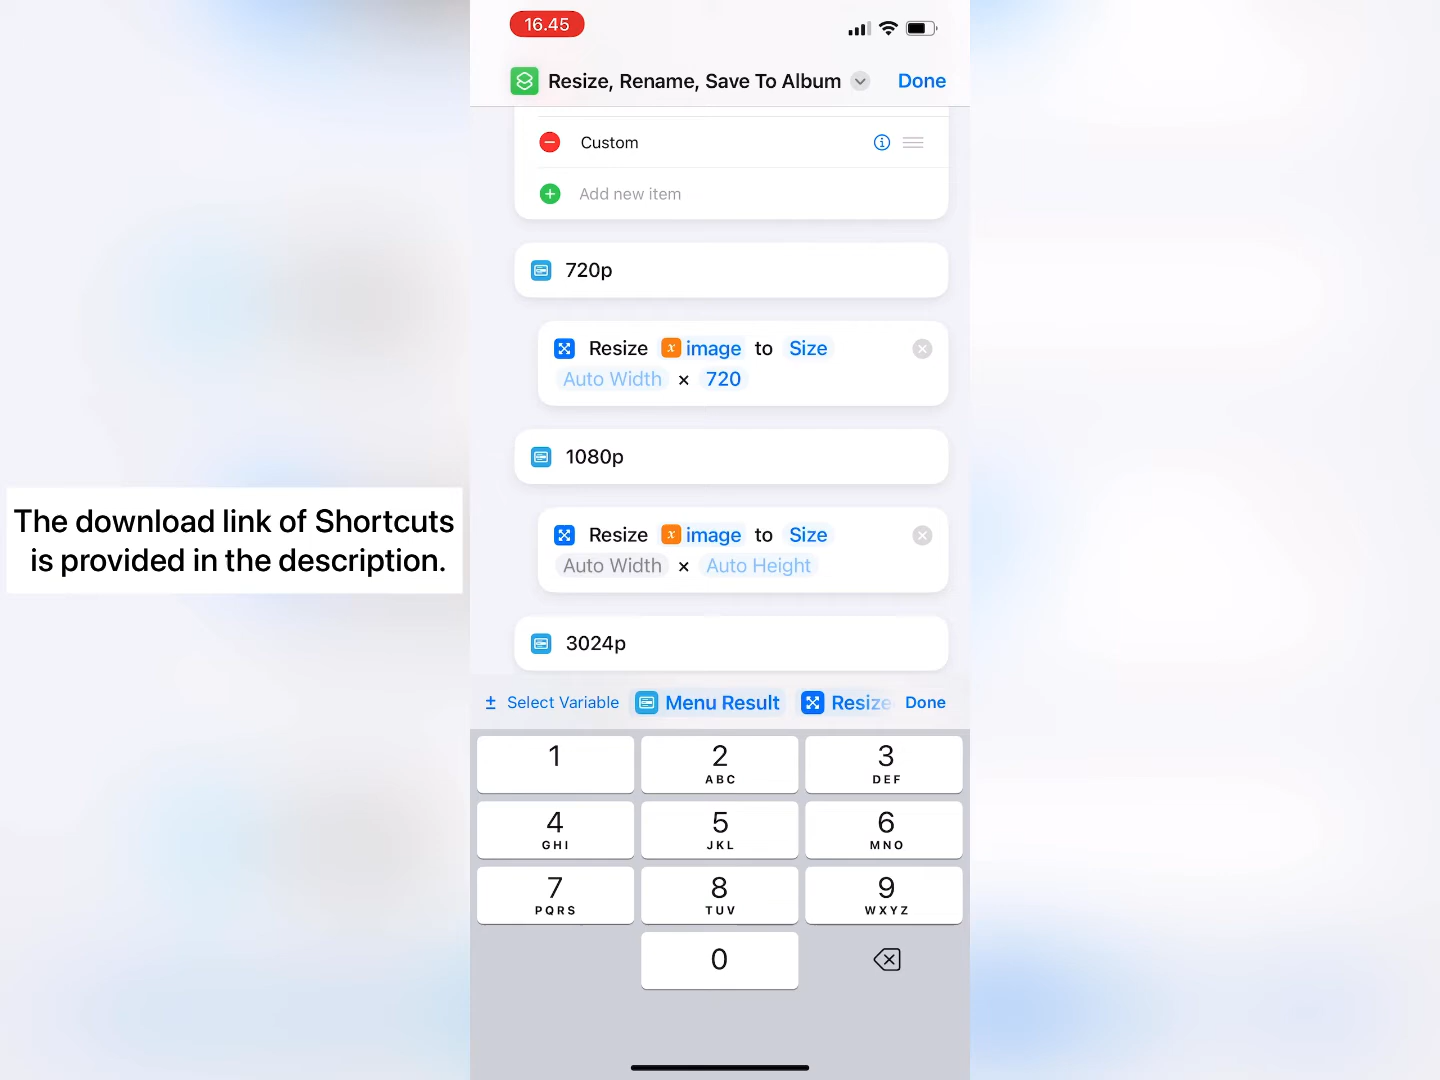 16.45
Resize, Rename, Save To Album
Done
Custom
Add new item
720p
Resize image to Size
Auto Width × 720
1080p
Resize image to Size
Auto Width × Auto Height
3024p
The download link of Shortcuts
is provided in the description.
± Select Variable Menu Result Resize Done
1
2 ABC
3 DEF
4 GHI
5 JKL
6 MNO
7 PQRS
8 TUV
9 WXYZ
0